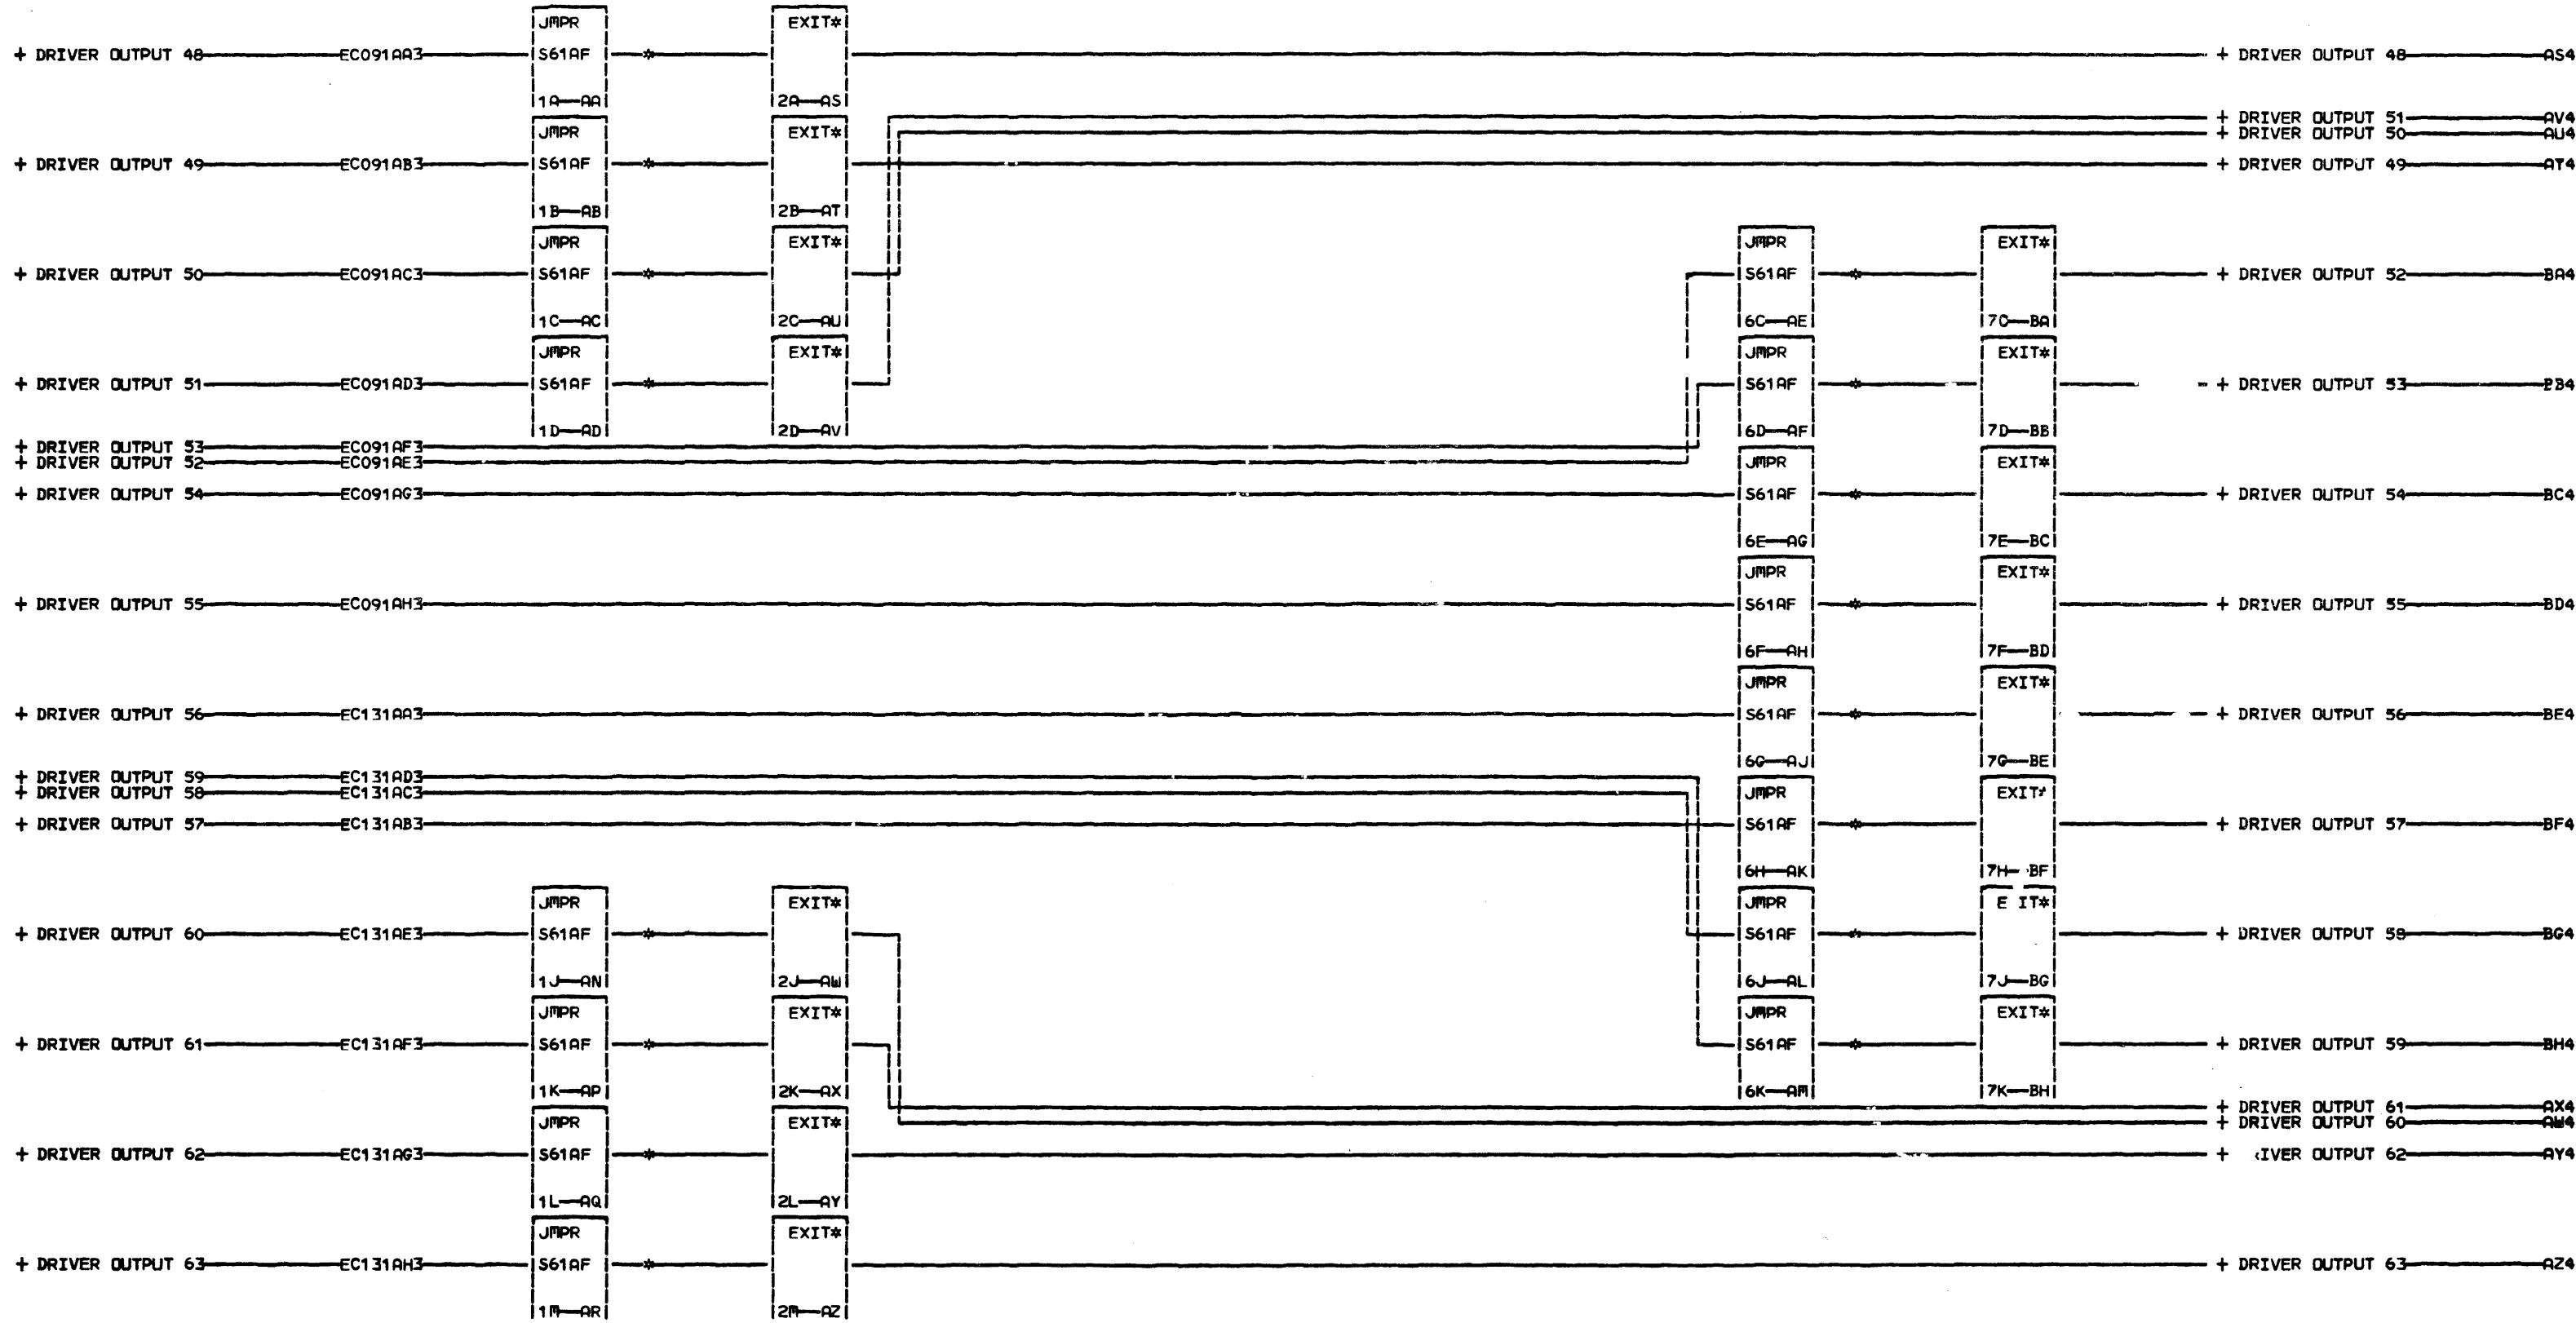 JMPR EXIT*
+ DRIVER OUTPUT 48 EC091AA3 S61AF * + DRIVER OUTPUT 48 AS4
1A AA 2A AS
JMPR EXIT* + DRIVER OUTPUT 51 AV4
+ DRIVER OUTPUT 50 AU4
+ DRIVER OUTPUT 49 EC091AB3 S61AF * + DRIVER OUTPUT 49 AT4
1B AB 2B AT
JMPR EXIT* JMPR EXIT*
+ DRIVER OUTPUT 50 EC091AC3 S61AF * S61AF * + DRIVER OUTPUT 52 BA4
1C AC 2C AU 6C AE 7C BA
JMPR EXIT* JMPR EXIT*
+ DRIVER OUTPUT 51 EC091AD3 S61AF * S61AF * + DRIVER OUTPUT 53 BB4
1D AD 2D AV 6D AF 7D BB
+ DRIVER OUTPUT 53 EC091AF3
+ DRIVER OUTPUT 52 EC091AE3 JMPR EXIT*
+ DRIVER OUTPUT 54 EC091AG3 S61AF * + DRIVER OUTPUT 54 BC4
6E AG 7E BC
JMPR EXIT*
+ DRIVER OUTPUT 55 EC091AH3 S61AF * + DRIVER OUTPUT 55 BD4
6F AH 7F BD
JMPR EXIT*
+ DRIVER OUTPUT 56 EC131AA3 S61AF * + DRIVER OUTPUT 56 BE4
6G AJ 7G BE
+ DRIVER OUTPUT 59 EC131AD3
+ DRIVER OUTPUT 58 EC131AC3 JMPR EXIT*
+ DRIVER OUTPUT 57 EC131AB3 S61AF * + DRIVER OUTPUT 57 BF4
6H AK 7H BF
JMPR EXIT* JMPR E IT*
+ DRIVER OUTPUT 60 EC131AE3 S61AF * S61AF * + DRIVER OUTPUT 58 BG4
1J AN 2J AW 6J AL 7J BG
JMPR EXIT* JMPR EXIT*
+ DRIVER OUTPUT 61 EC131AF3 S61AF * S61AF * + DRIVER OUTPUT 59 BH4
1K AP 2K AX 6K AM 7K BH
+ DRIVER OUTPUT 61 AX4
JMPR EXIT* + DRIVER OUTPUT 60 AW4
+ DRIVER OUTPUT 62 EC131AG3 S61AF * + IVER OUTPUT 62 AY4
1L AQ 2L AY
JMPR EXIT*
+ DRIVER OUTPUT 63 EC131AH3 S61AF * + DRIVER OUTPUT 63 AZ4
1M AR 2M AZ